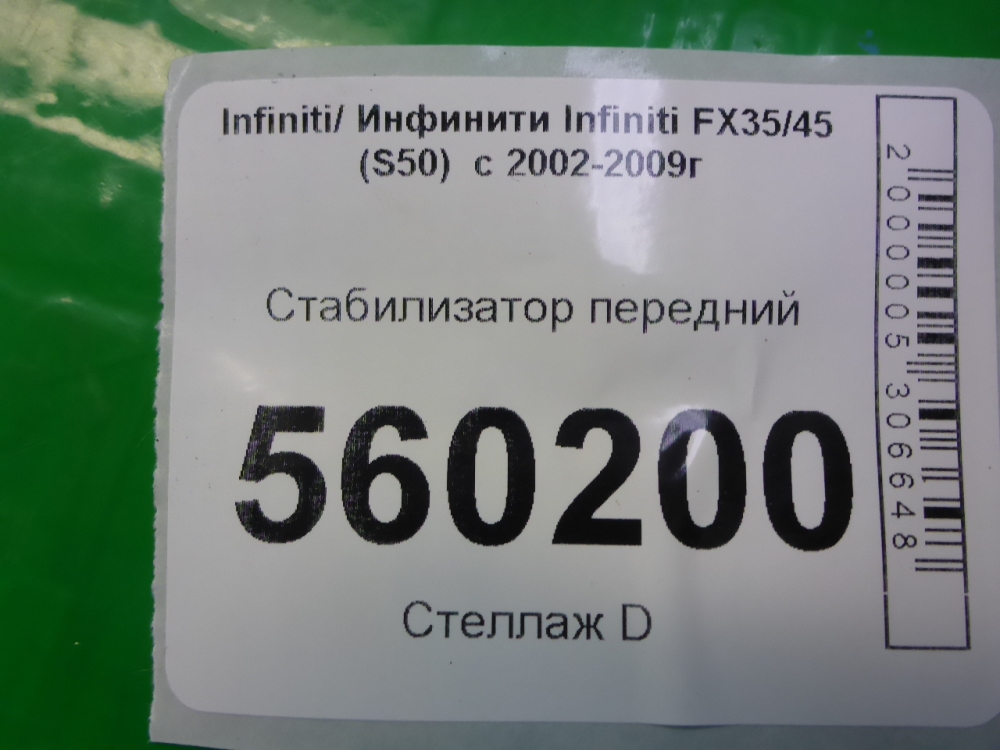 Infiniti/ Инфинити Infiniti FX35/45
(S50) с 2002-2009г
Стабилизатор передний
560200
Стеллаж D
2000005306648